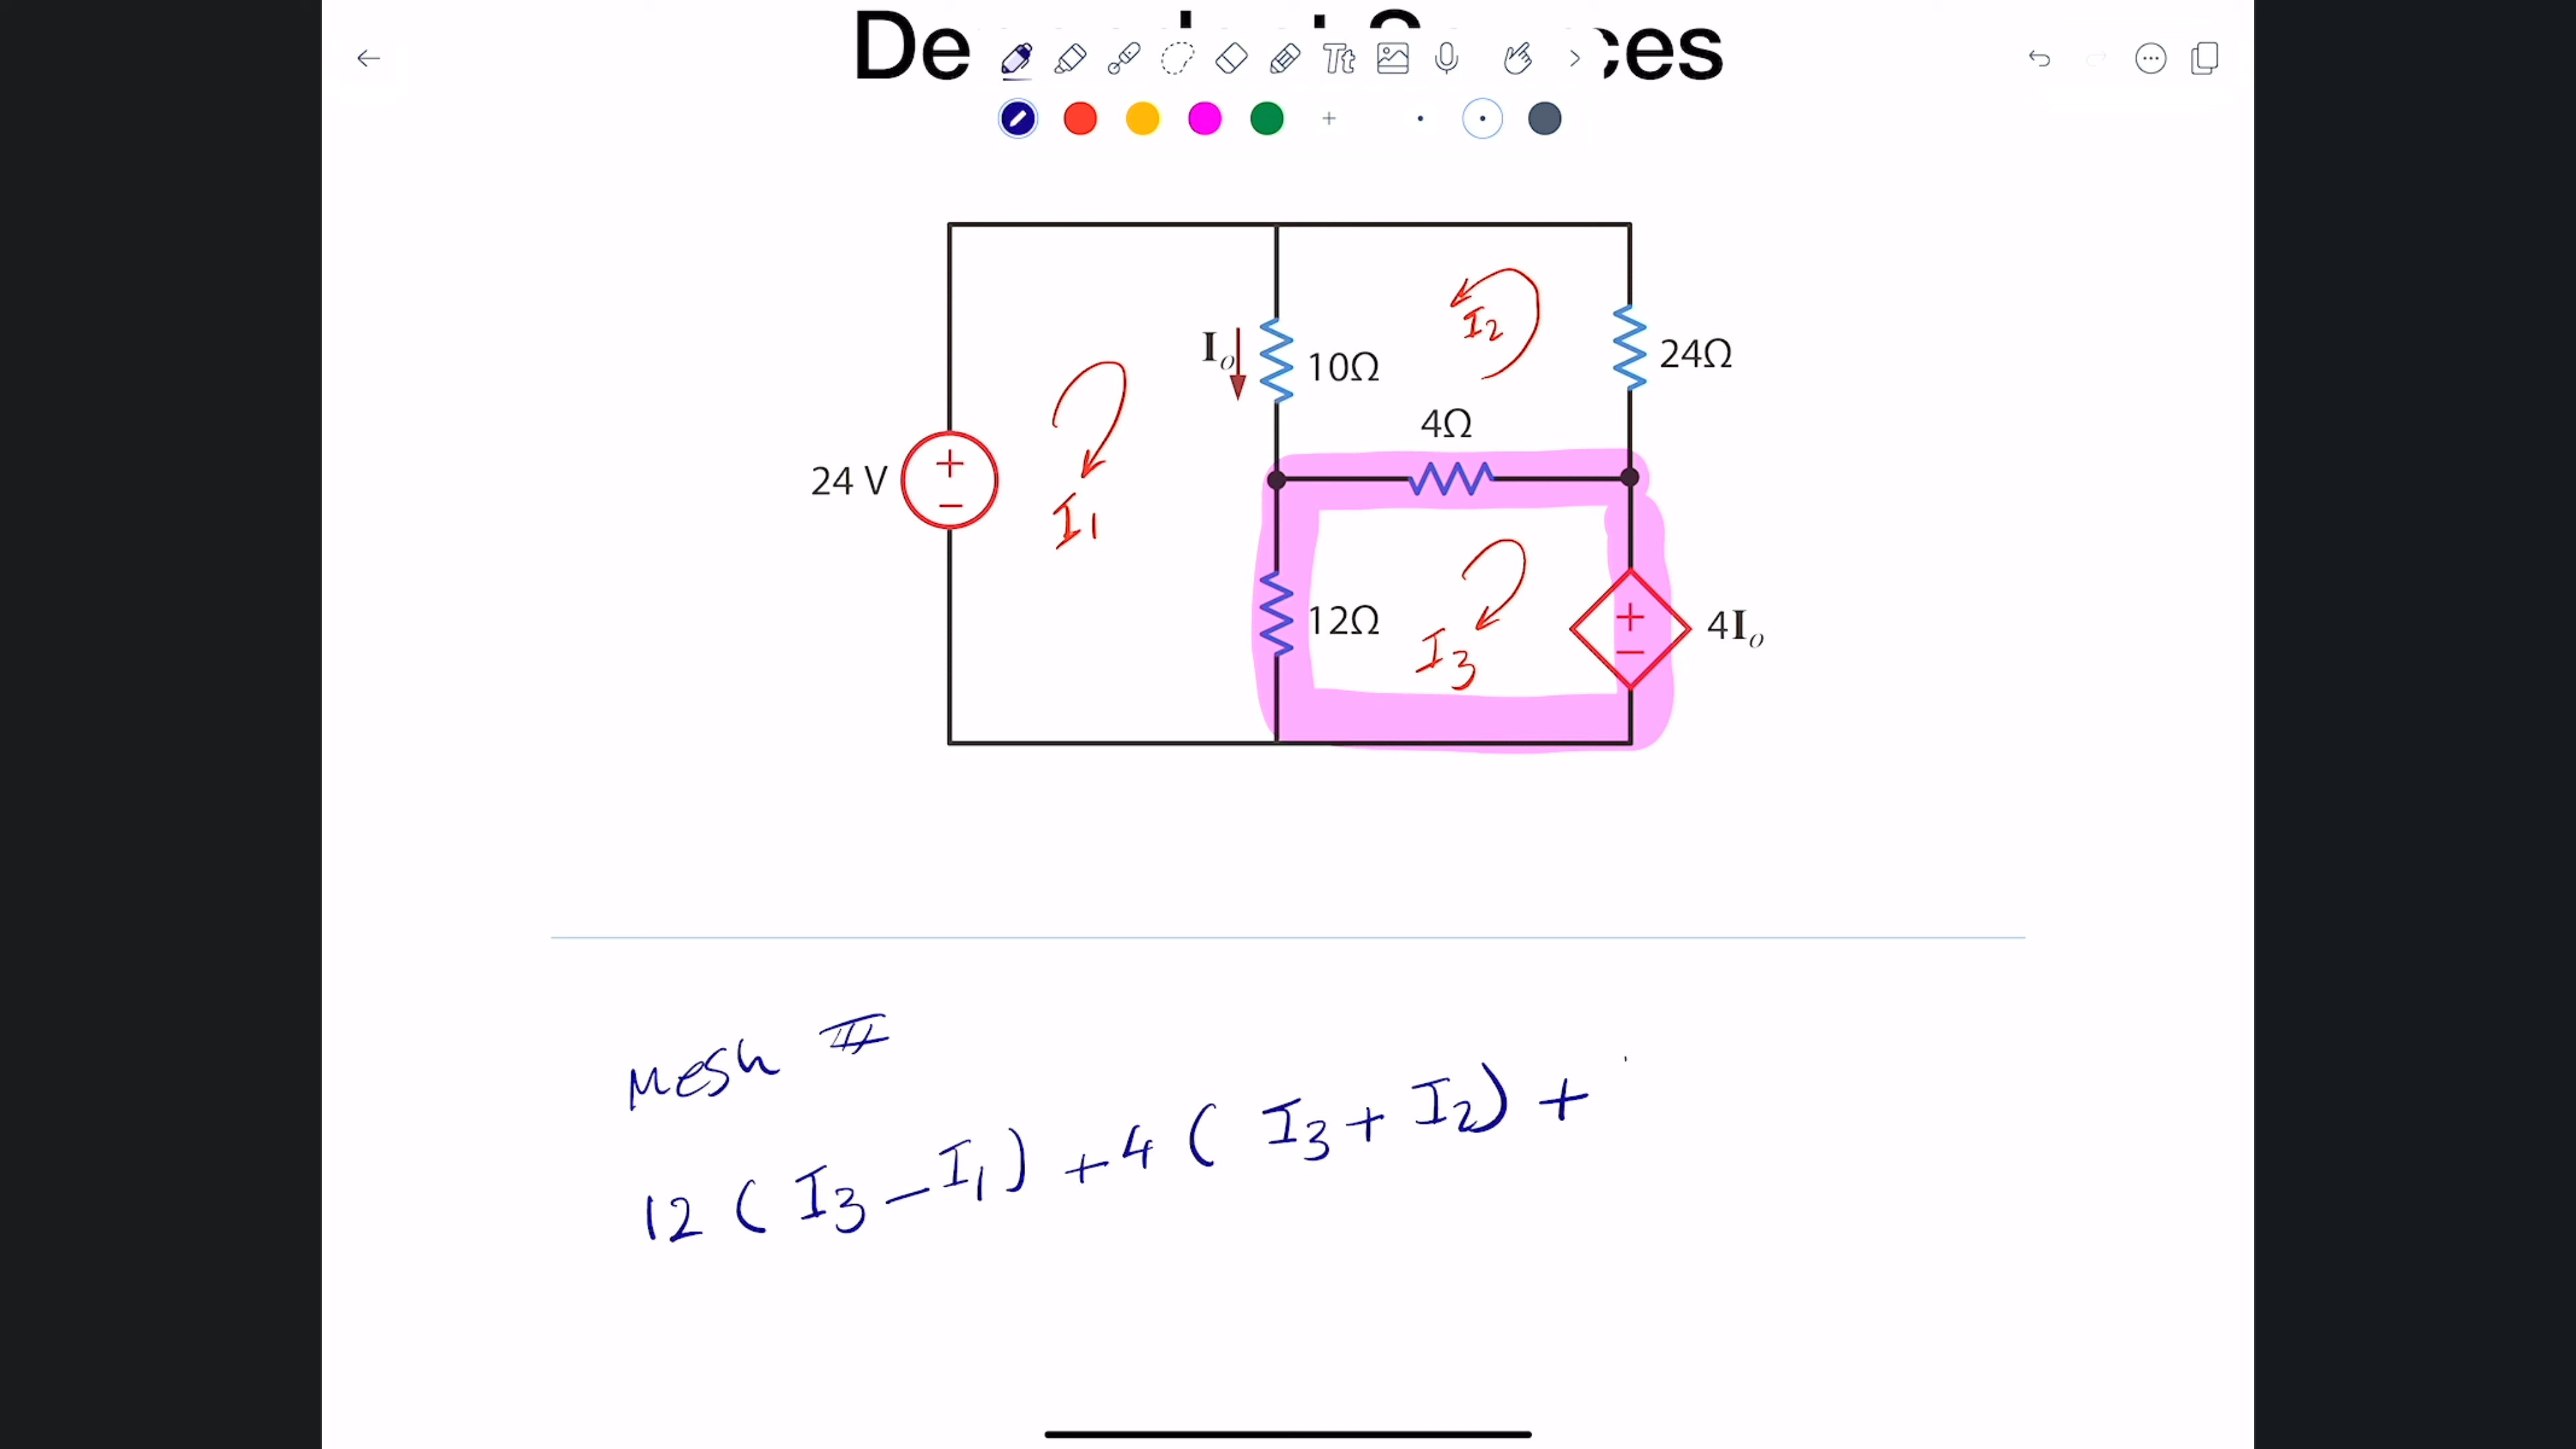 De ces
Tt
I₂
Iₒ
10Ω
24Ω
4Ω
24 V
+
−
I₁
12Ω
I₃
+
−
4Iₒ
Mesh III
12 ( I₃ − I₁ ) + 4 ( I₃ + I₂ ) +